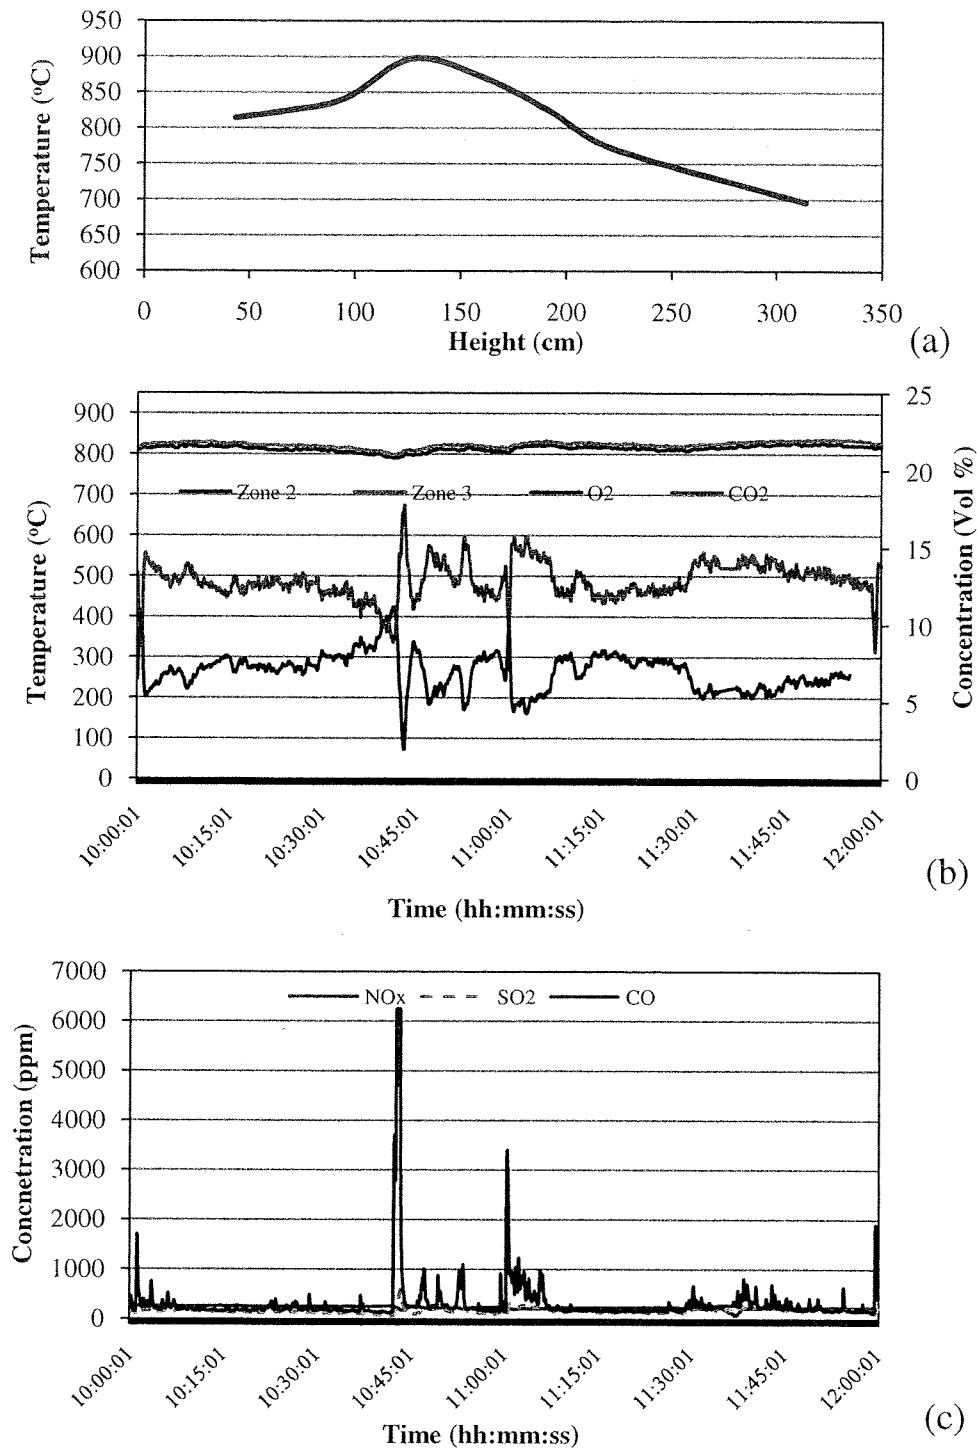 950
900
850
800
750
700
650
600
Temperature (ºC)
0 50 100 150 200 250 300 350
Height (cm)
(a)
900
800
700
600
500
400
300
200
100
0
Temperature (ºC)
Zone 2 Zone 3 O2 CO2
25
20
15
10
5
0
Concentration (Vol %)
10:00:01 10:15:01 10:30:01 10:45:01 11:00:01 11:15:01 11:30:01 11:45:01 12:00:01
Time (hh:mm:ss)
(b)
7000
6000
5000
4000
3000
2000
1000
0
Concnetration (ppm)
NOx SO2 CO
10:00:01 10:15:01 10:30:01 10:45:01 11:00:01 11:15:01 11:30:01 11:45:01 12:00:01
Time (hh:mm:ss)
(c)